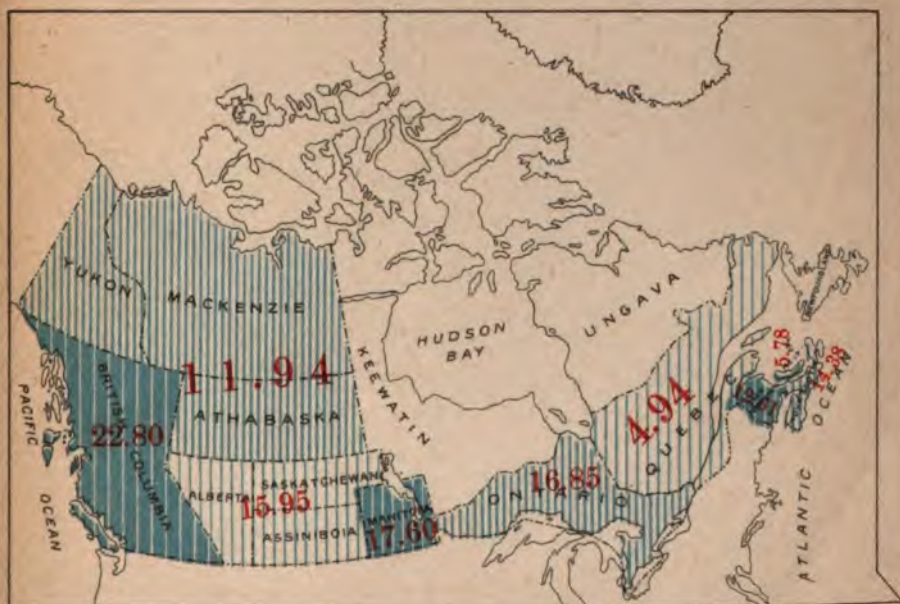 YUKON
MACKENZIE
11.94
ATHABASKA
BRITISH COLUMBIA
22.80
PACIFIC
OCEAN
ALBERTA
SASKATCHEWAN
15.95
ASSINIBOIA
MANITOBA
17.60
KEEWATIN
HUDSON
BAY
UNGAVA
ONTARIO
16.85
QUEBEC
4.94
5.78
ATLANTIC
OCEAN